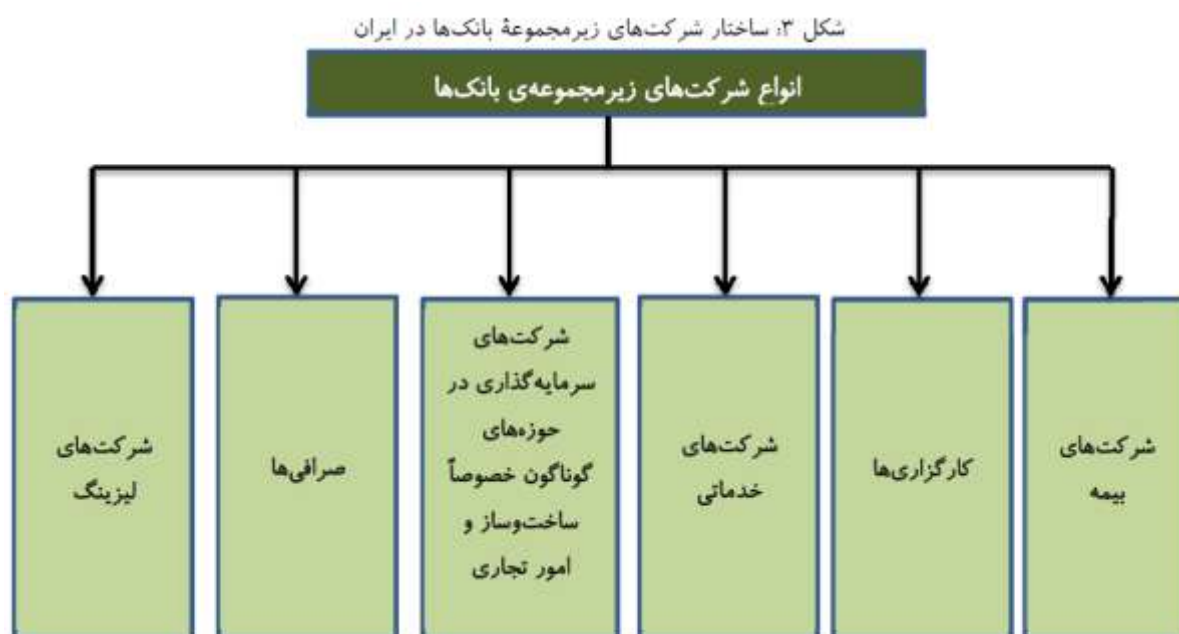 شکل ۳: ساختار شرکت‌های زیرمجموعهٔ بانک‌ها در ایران
انواع شرکت‌های زیرمجموعه‌ی بانک‌ها
شرکت‌های
بیمه
کارگزاری‌ها
شرکت‌های
خدماتی
شرکت‌های
سرمایه‌گذاری در
حوزه‌های
گوناگون خصوصاً
ساخت‌وساز و
امور تجاری
صرافی‌ها
شرکت‌های
لیزینگ